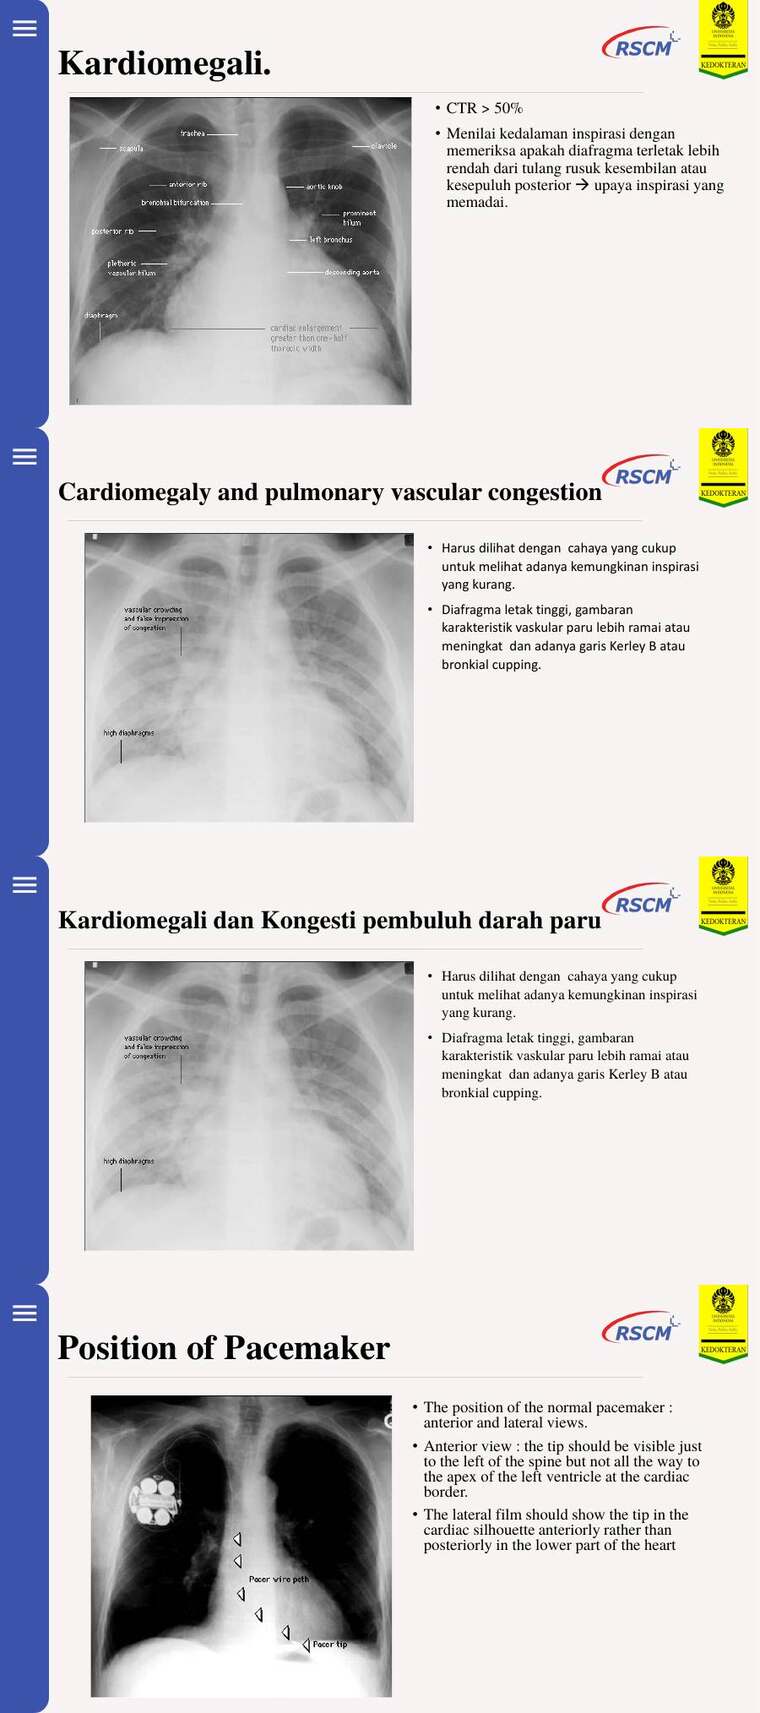 RSCM
UNIVERSITAS
INDONESIA
KEDOKTERAN
Kardiomegali.
trachea
scapula
clavicle
anterior rib
aortic knob
bronchial bifurcation
prominent
hilum
posterior rib
left bronchus
plethoric
vascular hilum
descending aorta
diaphragm
cardiac enlargement
greater than one-half
thoracic width
• CTR > 50%
• Menilai kedalaman inspirasi dengan
memeriksa apakah diafragma terletak lebih
rendah dari tulang rusuk kesembilan atau
kesepuluh posterior → upaya inspirasi yang
memadai.
RSCM
UNIVERSITAS
INDONESIA
KEDOKTERAN
Cardiomegaly and pulmonary vascular congestion
vascular crowding
and false impression
of congestion
high diaphragms
• Harus dilihat dengan cahaya yang cukup
untuk melihat adanya kemungkinan inspirasi
yang kurang.
• Diafragma letak tinggi, gambaran
karakteristik vaskular paru lebih ramai atau
meningkat dan adanya garis Kerley B atau
bronkial cupping.
RSCM
UNIVERSITAS
INDONESIA
KEDOKTERAN
Kardiomegali dan Kongesti pembuluh darah paru
vascular crowding
and false impression
of congestion
high diaphragms
• Harus dilihat dengan cahaya yang cukup
untuk melihat adanya kemungkinan inspirasi
yang kurang.
• Diafragma letak tinggi, gambaran
karakteristik vaskular paru lebih ramai atau
meningkat dan adanya garis Kerley B atau
bronkial cupping.
RSCM
UNIVERSITAS
INDONESIA
KEDOKTERAN
Position of Pacemaker
Pacer wire path
Pacer tip
• The position of the normal pacemaker :
anterior and lateral views.
• Anterior view : the tip should be visible just
to the left of the spine but not all the way to
the apex of the left ventricle at the cardiac
border.
• The lateral film should show the tip in the
cardiac silhouette anteriorly rather than
posteriorly in the lower part of the heart